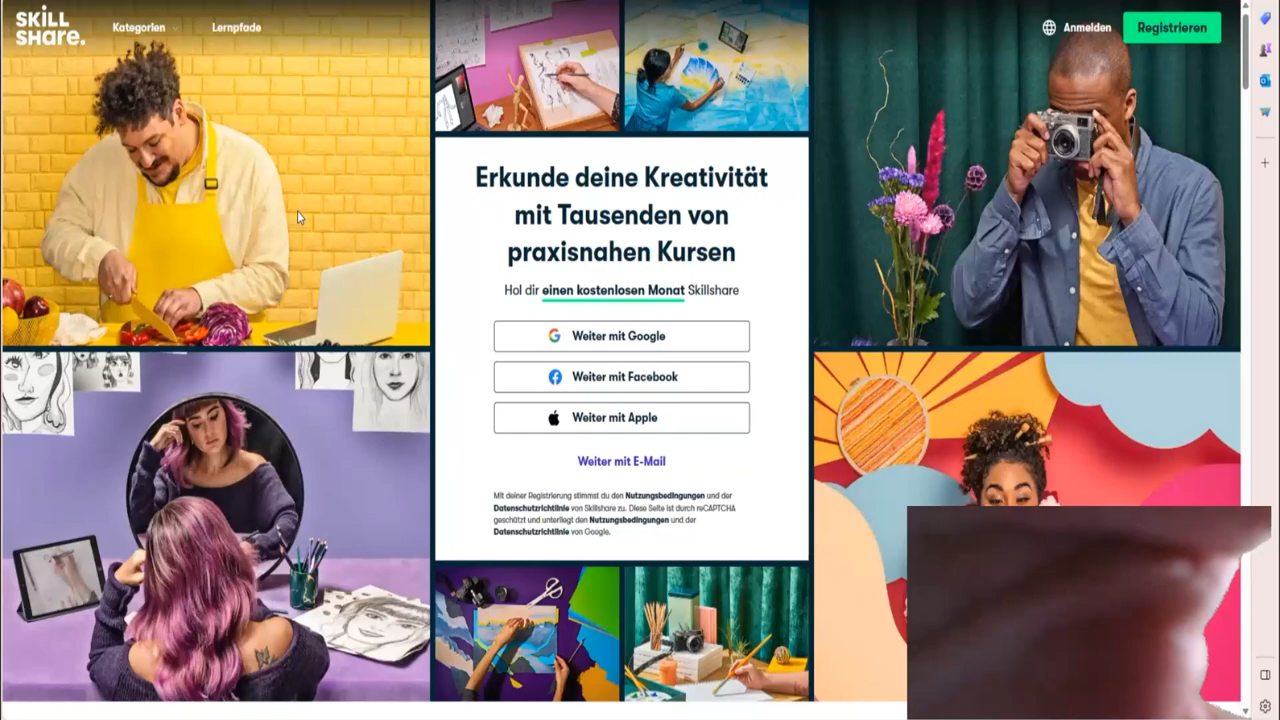 SKILL
SHARE.
Kategorien
Lernpfade
Anmelden
Registrieren
Erkunde deine Kreativität
mit Tausenden von
praxisnahen Kursen
Hol dir einen kostenlosen Monat Skillshare
Weiter mit Google
Weiter mit Facebook
Weiter mit Apple
Weiter mit E-Mail
Mit deiner Registrierung stimmst du den Nutzungsbedingungen und der
Datenschutzrichtlinie von Skillshare zu. Diese Seite ist durch reCAPTCHA
geschützt und unterliegt den Nutzungsbedingungen und der
Datenschutzrichtlinie von Google.